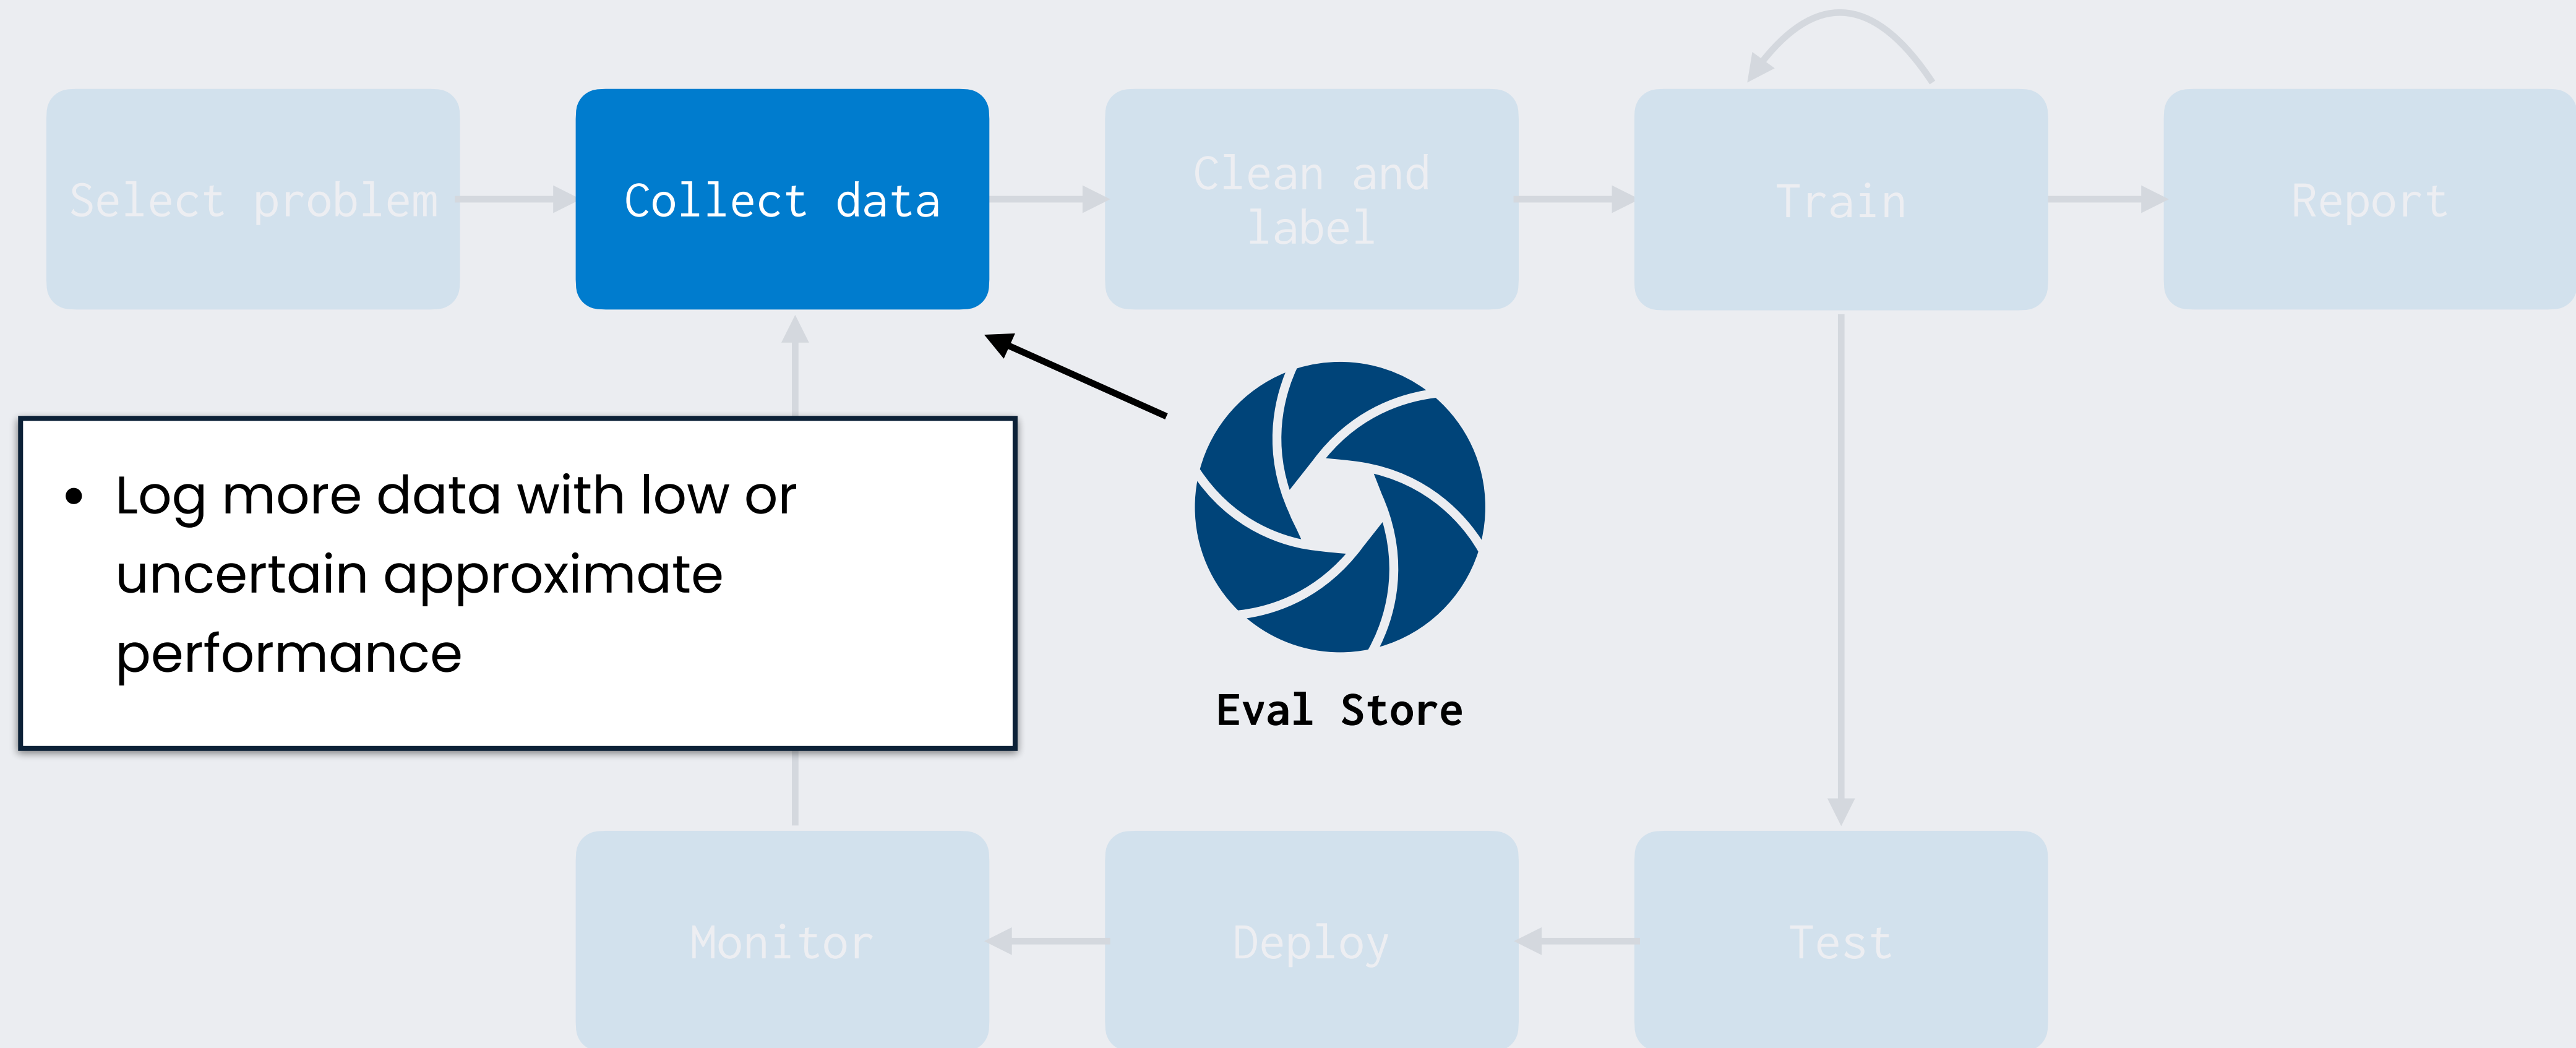 Select problem
Collect data
Clean and
label
Train
Report
• Log more data with low or
uncertain approximate
performance
Eval Store
Monitor
Deploy
Test